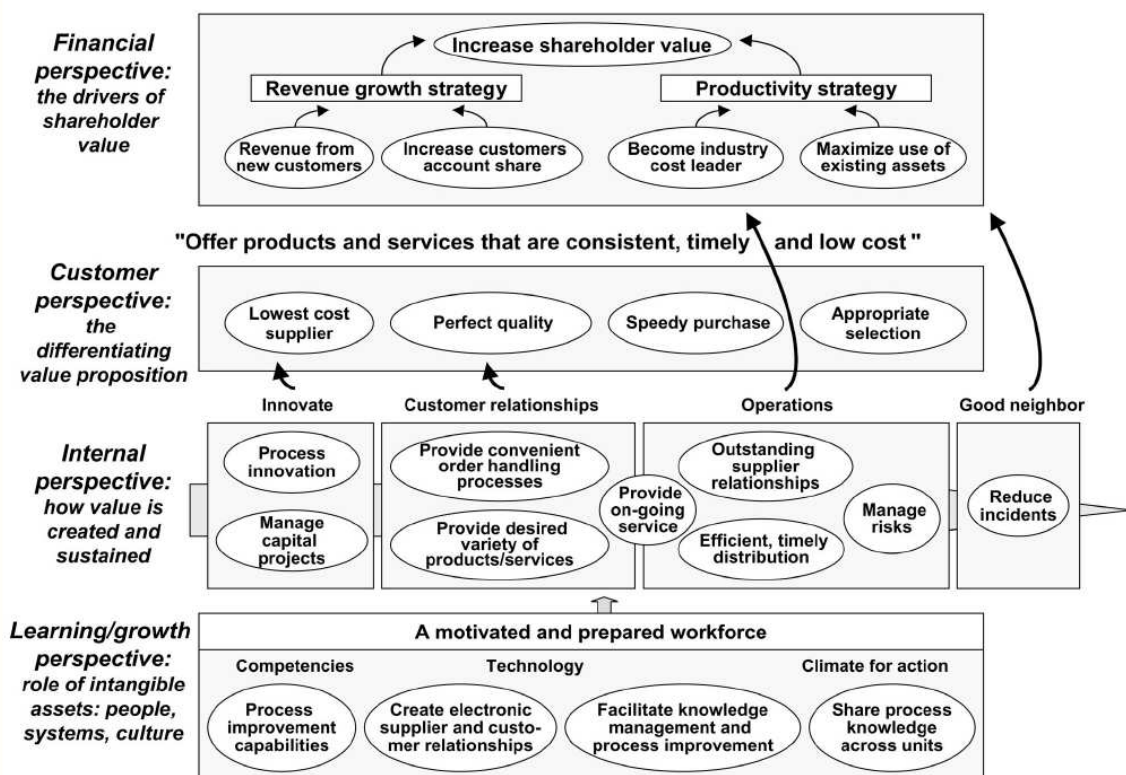 Financial
perspective:
the drivers of
shareholder
value
Increase shareholder value
Revenue growth strategy
Productivity strategy
Revenue from
new customers
Increase customers
account share
Become industry
cost leader
Maximize use of
existing assets
"Offer products and services that are consistent, timely and low cost"
Customer
perspective:
the
differentiating
value proposition
Lowest cost
supplier
Perfect quality
Speedy purchase
Appropriate
selection
Innovate
Customer relationships
Operations
Good neighbor
Internal
perspective:
how value is
created and
sustained
Process
innovation
Manage
capital
projects
Provide convenient
order handling
processes
Provide desired
variety of
products/services
Provide
on-going
service
Outstanding
supplier
relationships
Efficient, timely
distribution
Manage
risks
Reduce
incidents
Learning/growth
perspective:
role of intangible
assets: people,
systems, culture
A motivated and prepared workforce
Competencies
Technology
Climate for action
Process
improvement
capabilities
Create electronic
supplier and custo-
mer relationships
Facilitate knowledge
management and
process improvement
Share process
knowledge
across units